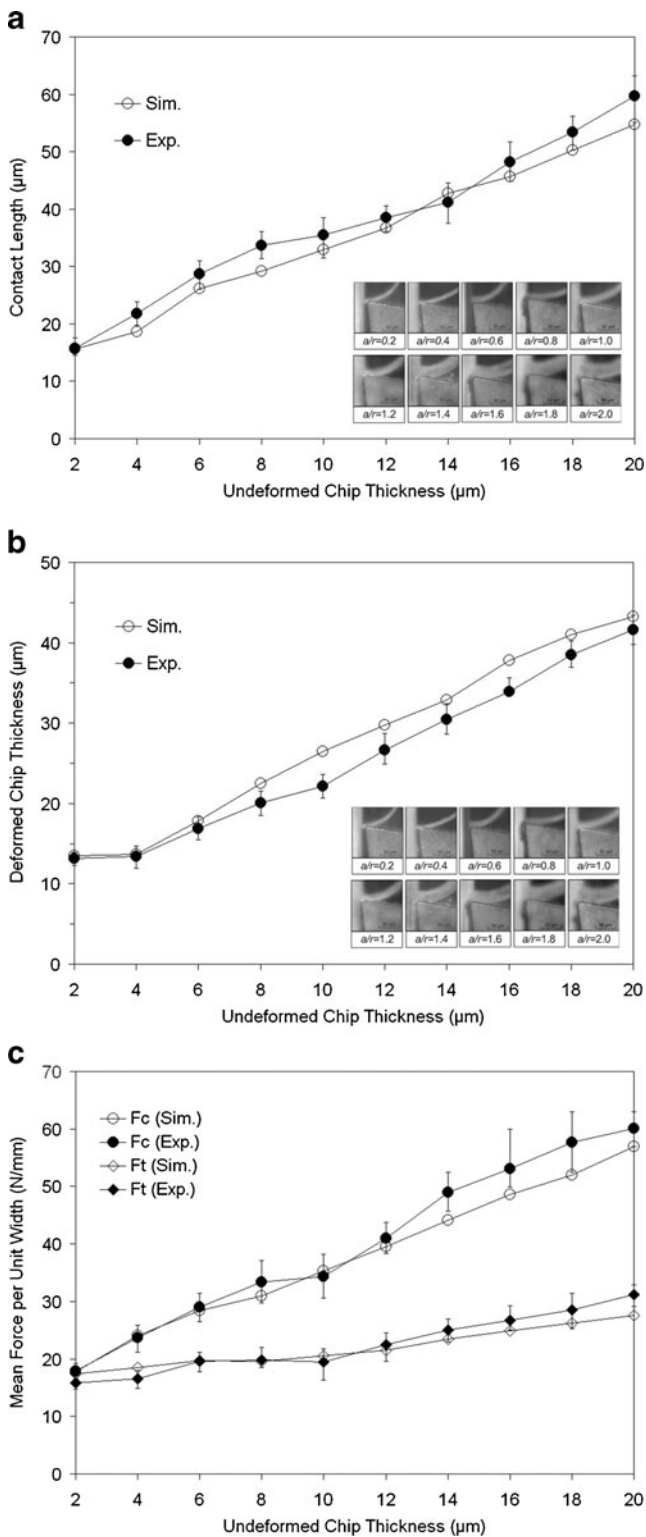 a
70
60
50
40
30
20
10
0
Contact Length (µm)
Sim.
Exp.
a/r=0.2 a/r=0.4 a/r=0.6 a/r=0.8 a/r=1.0
a/r=1.2 a/r=1.4 a/r=1.6 a/r=1.8 a/r=2.0
2 4 6 8 10 12 14 16 18 20
Undeformed Chip Thickness (µm)
b
50
40
30
20
10
0
Deformed Chip Thickness (µm)
Sim.
Exp.
a/r=0.2 a/r=0.4 a/r=0.6 a/r=0.8 a/r=1.0
a/r=1.2 a/r=1.4 a/r=1.6 a/r=1.8 a/r=2.0
2 4 6 8 10 12 14 16 18 20
Undeformed Chip Thickness (µm)
c
70
60
50
40
30
20
10
0
Mean Force per Unit Width (N/mm)
Fc (Sim.)
Fc (Exp.)
Ft (Sim.)
Ft (Exp.)
2 4 6 8 10 12 14 16 18 20
Undeformed Chip Thickness (µm)